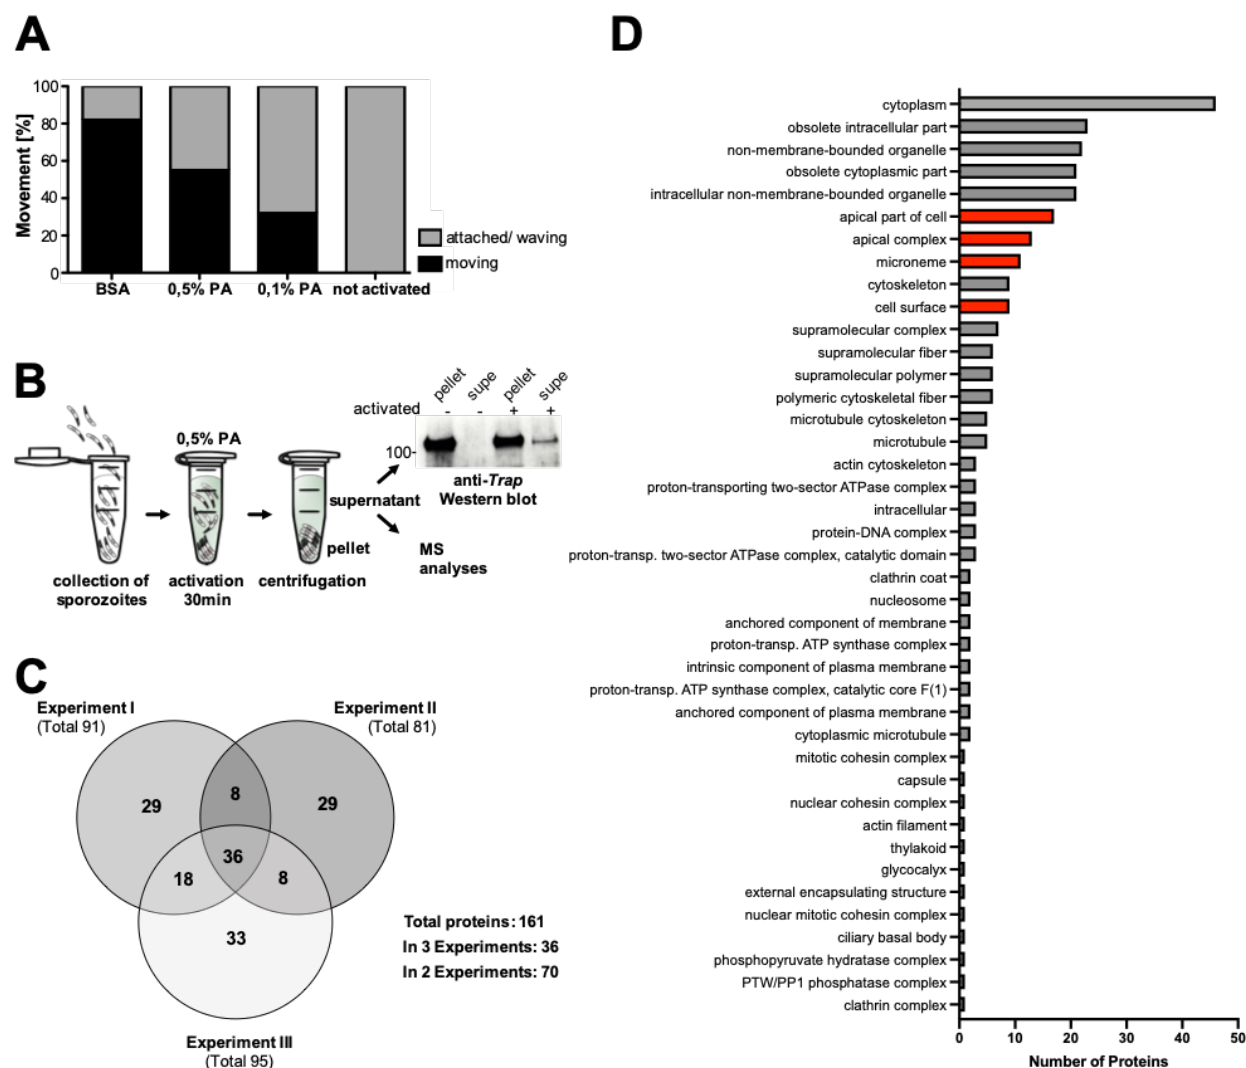 A
Movement [%]
100
80
60
40
20
0
BSA
0,5% PA
0,1% PA
not activated
attached/ waving
moving
B
0,5% PA
collection of
sporozoites
activation
30min
centrifugation
supernatant
pellet
pellet
supe
pellet
supe
activated
-
-
+
+
100-
anti-Trap
Western blot
MS
analyses
C
Experiment I
(Total 91)
Experiment II
(Total 81)
29
8
29
36
18
8
33
Total proteins: 161
In 3 Experiments: 36
In 2 Experiments: 70
Experiment III
(Total 95)
D
cytoplasm
obsolete intracellular part
non-membrane-bounded organelle
obsolete cytoplasmic part
intracellular non-membrane-bounded organelle
apical part of cell
apical complex
microneme
cytoskeleton
cell surface
supramolecular complex
supramolecular fiber
supramolecular polymer
polymeric cytoskeletal fiber
microtubule cytoskeleton
microtubule
actin cytoskeleton
proton-transporting two-sector ATPase complex
intracellular
protein-DNA complex
proton-transp. two-sector ATPase complex, catalytic domain
clathrin coat
nucleosome
anchored component of membrane
proton-transp. ATP synthase complex
intrinsic component of plasma membrane
proton-transp. ATP synthase complex, catalytic core F(1)
anchored component of plasma membrane
cytoplasmic microtubule
mitotic cohesin complex
capsule
nuclear cohesin complex
actin filament
thylakoid
glycocalyx
external encapsulating structure
nuclear mitotic cohesin complex
ciliary basal body
phosphopyruvate hydratase complex
PTW/PP1 phosphatase complex
clathrin complex
0 10 20 30 40 50
Number of Proteins